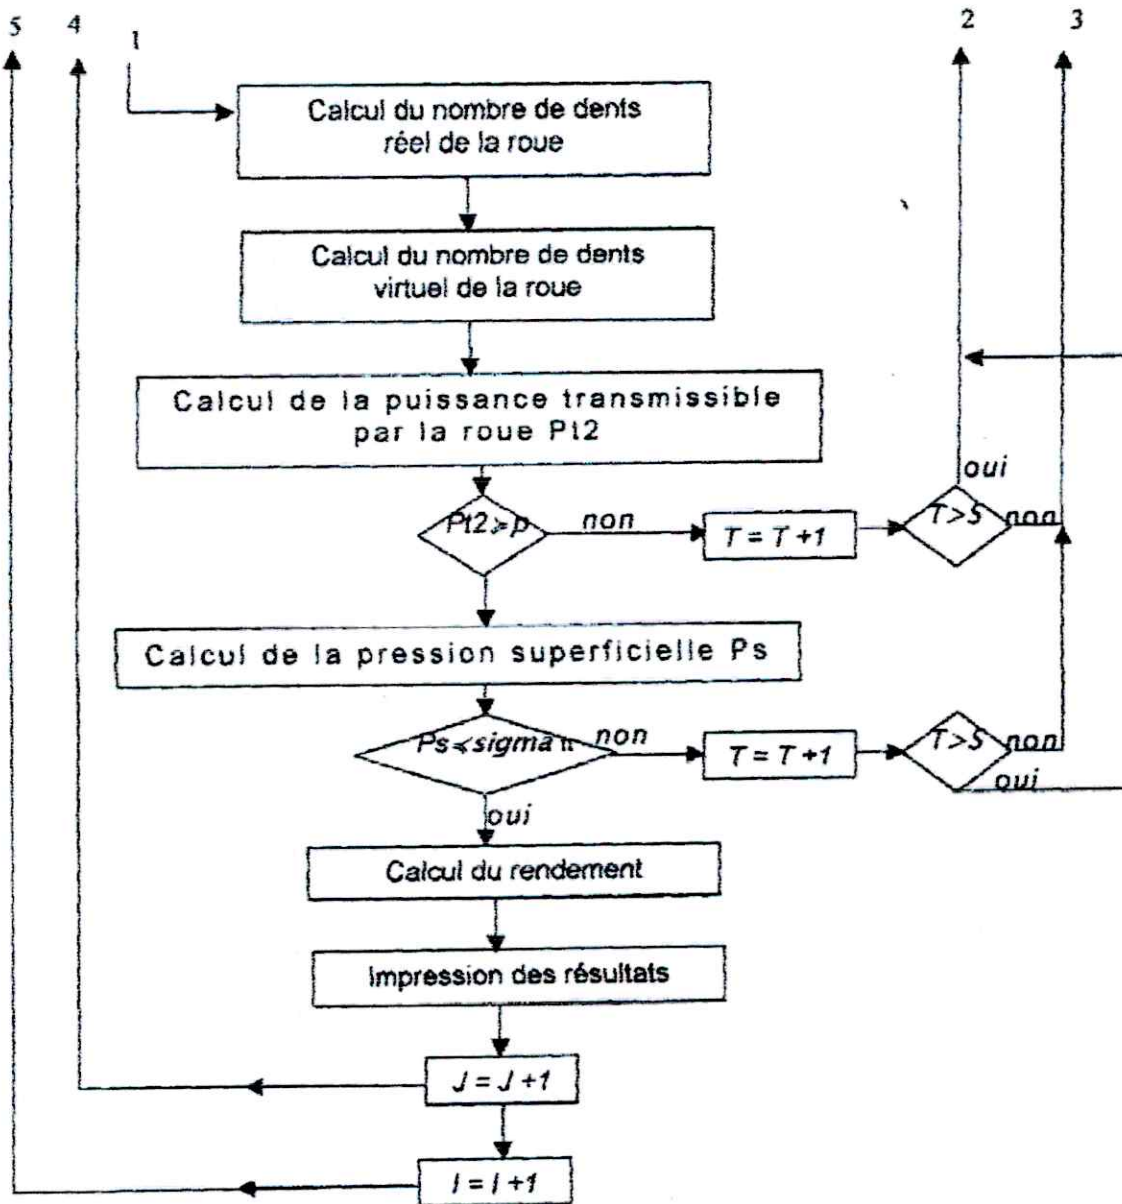 5 4 1 2 3
Calcul du nombre de dents
réel de la roue
Calcul du nombre de dents
virtuel de la roue
Calcul de la puissance transmissible
par la roue Pt2
oui
Pt2⩾p non T = T +1 T>S non
Calcul de la pression superficielle Ps
Ps⩽sigma non T = T +1 T>S non
oui
oui
Calcul du rendement
Impression des résultats
J = J +1
I = I +1